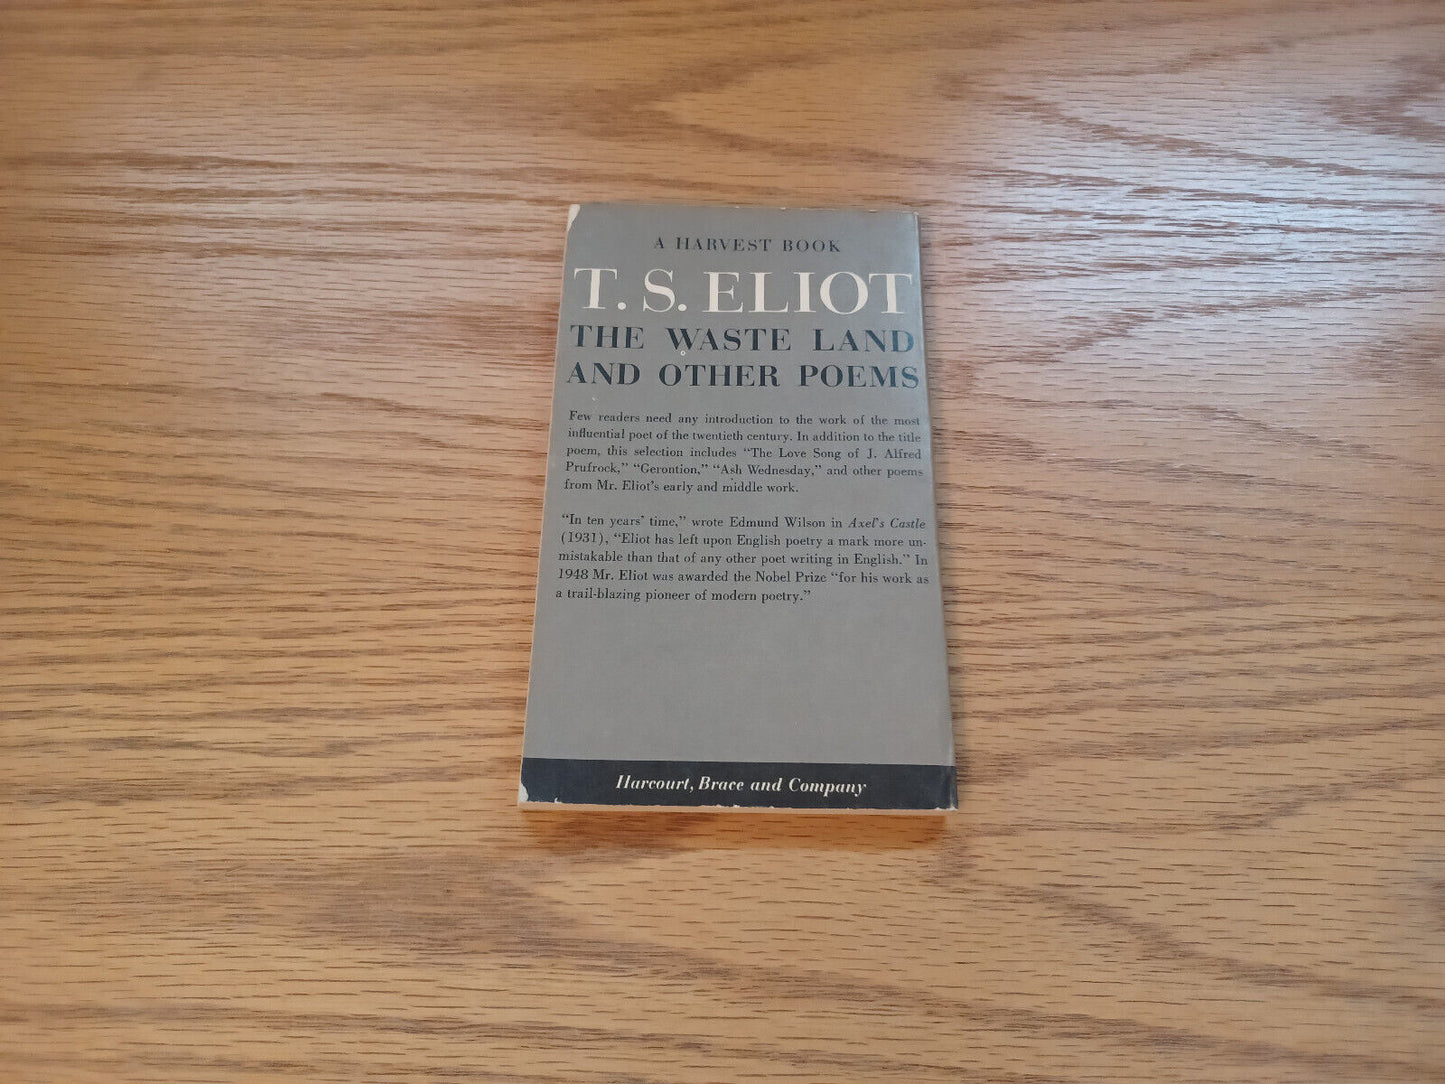 A HARVEST BOOK
T. S. ELIOT
THE WASTE LAND
AND OTHER POEMS
Few readers need any introduction to the work of the most
influential poet of the twentieth century. In addition to the title
poem, this selection includes "The Love Song of J. Alfred
Prufrock," "Gerontion," "Ash Wednesday," and other poems
from Mr. Eliot's early and middle work.
"In ten years' time," wrote Edmund Wilson in Axel's Castle
(1931), "Eliot has left upon English poetry a mark more un-
mistakable than that of any other poet writing in English." In
1948 Mr. Eliot was awarded the Nobel Prize "for his work as
a trail-blazing pioneer of modern poetry."
Harcourt, Brace and Company